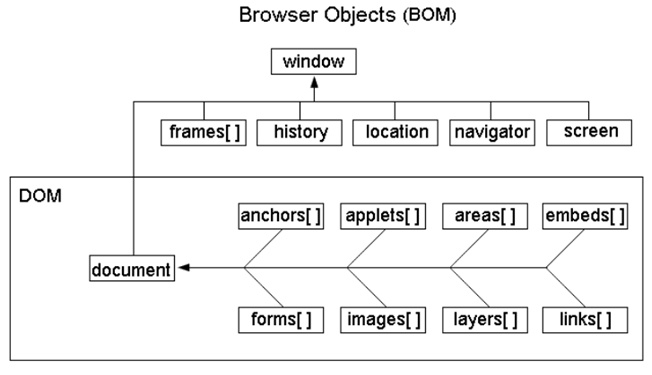 Browser Objects (BOM)
window
frames[ ]
history
location
navigator
screen
DOM
anchors[ ]
applets[ ]
areas[ ]
embeds[ ]
document
forms[ ]
images[ ]
layers[ ]
links[ ]